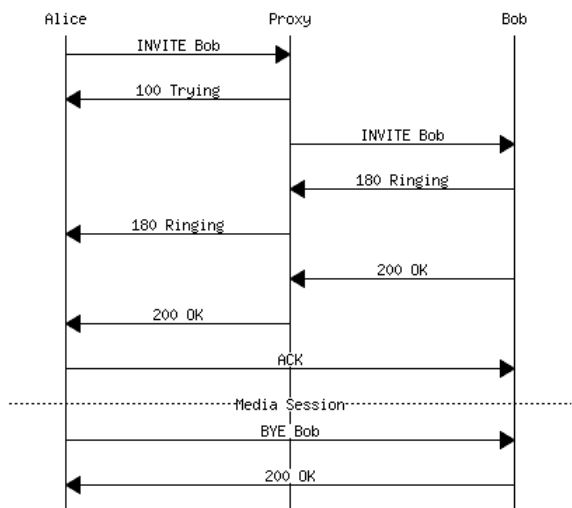 Alice Proxy Bob
INVITE Bob
100 Trying
INVITE Bob
180 Ringing
180 Ringing
200 OK
200 OK
ACK
Media Session
BYE Bob
200 OK